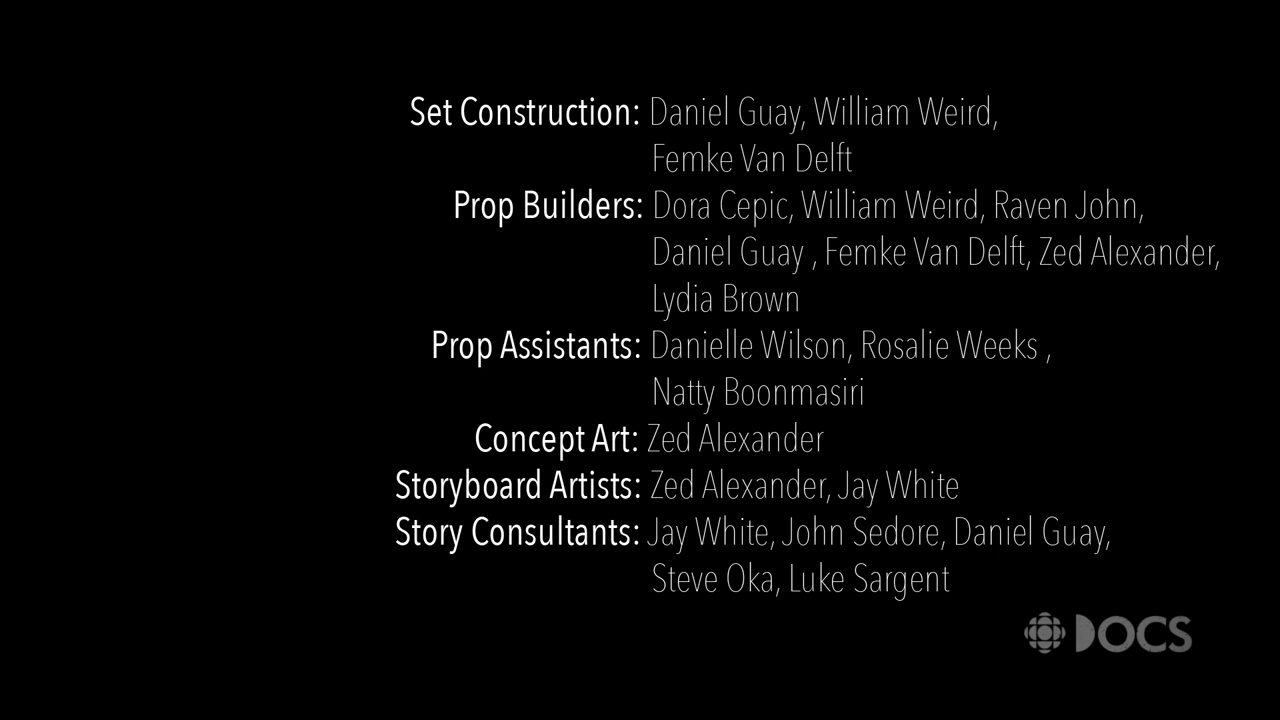 Set Construction: Daniel Guay, William Weird,
Femke Van Delft
Prop Builders: Dora Cepic, William Weird, Raven John,
Daniel Guay , Femke Van Delft, Zed Alexander,
Lydia Brown
Prop Assistants: Danielle Wilson, Rosalie Weeks ,
Natty Boonmasiri
Concept Art: Zed Alexander
Storyboard Artists: Zed Alexander, Jay White
Story Consultants: Jay White, John Sedore, Daniel Guay,
Steve Oka, Luke Sargent
DOCS